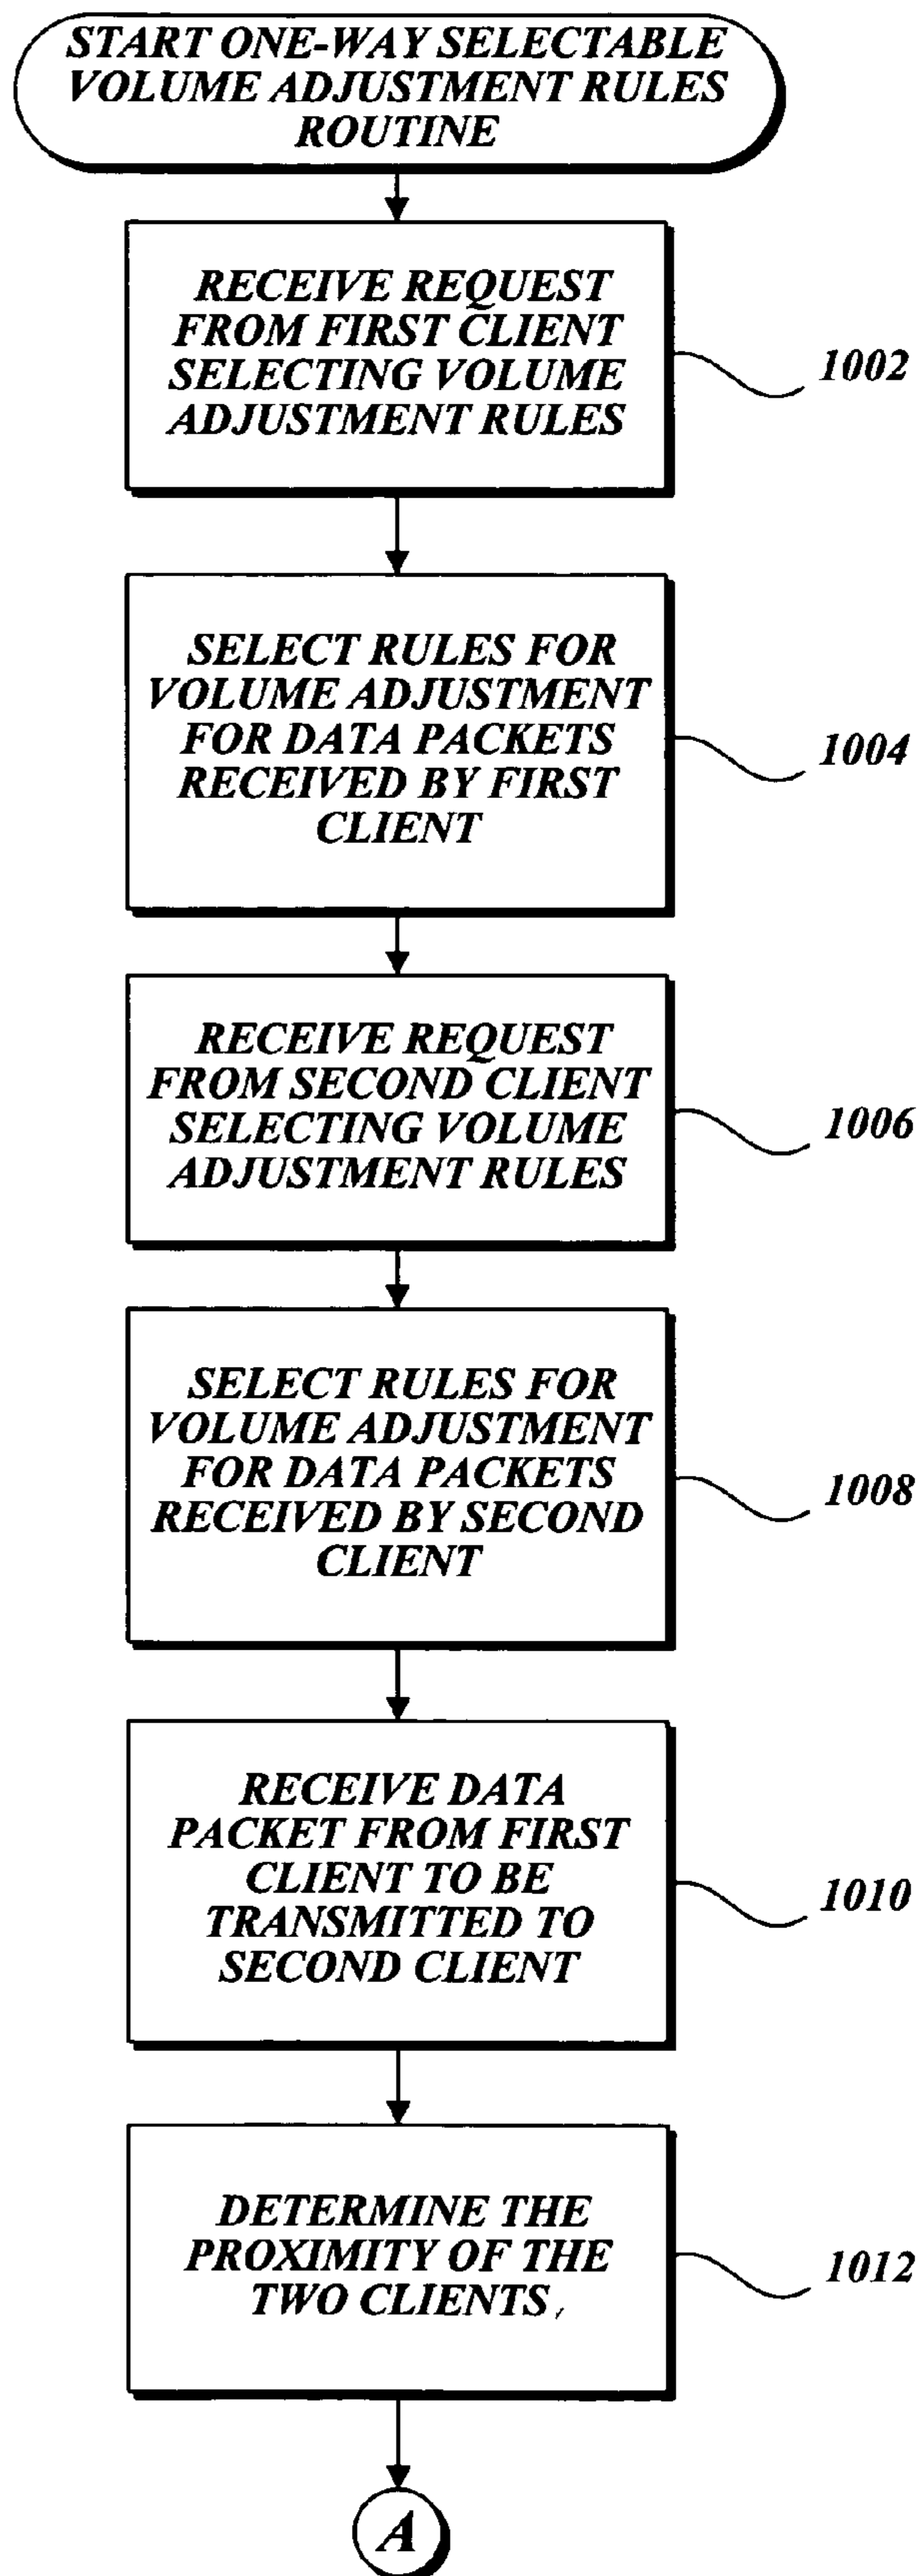 START ONE-WAY SELECTABLE
VOLUME ADJUSTMENT RULES
ROUTINE
RECEIVE REQUEST
FROM FIRST CLIENT
SELECTING VOLUME
ADJUSTMENT RULES
1002
SELECT RULES FOR
VOLUME ADJUSTMENT
FOR DATA PACKETS
RECEIVED BY FIRST
CLIENT
1004
RECEIVE REQUEST
FROM SECOND CLIENT
SELECTING VOLUME
ADJUSTMENT RULES
1006
SELECT RULES FOR
VOLUME ADJUSTMENT
FOR DATA PACKETS
RECEIVED BY SECOND
CLIENT
1008
RECEIVE DATA
PACKET FROM FIRST
CLIENT TO BE
TRANSMITTED TO
SECOND CLIENT
1010
DETERMINE THE
PROXIMITY OF THE
TWO CLIENTS
1012
A